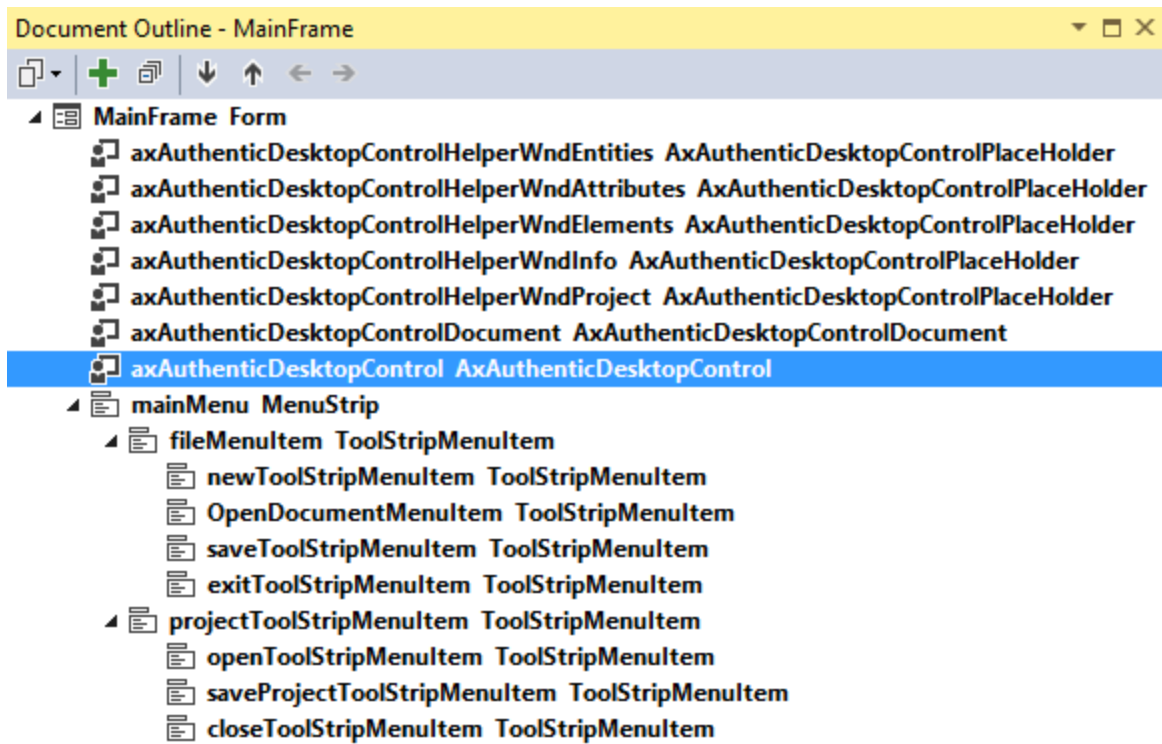 Document Outline - MainFrame
MainFrame Form
axAuthenticDesktopControlHelperWndEntities AxAuthenticDesktopControlPlaceHolder
axAuthenticDesktopControlHelperWndAttributes AxAuthenticDesktopControlPlaceHolder
axAuthenticDesktopControlHelperWndElements AxAuthenticDesktopControlPlaceHolder
axAuthenticDesktopControlHelperWndInfo AxAuthenticDesktopControlPlaceHolder
axAuthenticDesktopControlHelperWndProject AxAuthenticDesktopControlPlaceHolder
axAuthenticDesktopControlDocument AxAuthenticDesktopControlDocument
axAuthenticDesktopControl AxAuthenticDesktopControl
mainMenu MenuStrip
fileMenuItem ToolStripMenuItem
newToolStripMenuItem ToolStripMenuItem
OpenDocumentMenuItem ToolStripMenuItem
saveToolStripMenuItem ToolStripMenuItem
exitToolStripMenuItem ToolStripMenuItem
projectToolStripMenuItem ToolStripMenuItem
openToolStripMenuItem ToolStripMenuItem
saveProjectToolStripMenuItem ToolStripMenuItem
closeToolStripMenuItem ToolStripMenuItem